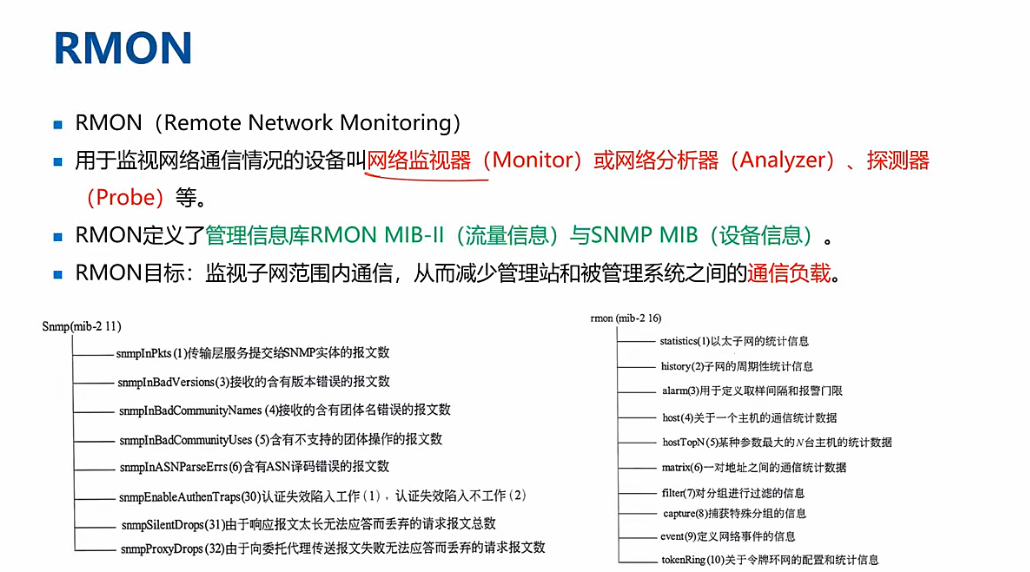 RMON
RMON（Remote Network Monitoring）
用于监视网络通信情况的设备叫网络监视器（Monitor）或网络分析器（Analyzer）、探测器
（Probe）等。
RMON定义了管理信息库RMON MIB-II（流量信息）与SNMP MIB（设备信息）。
RMON目标：监视子网范围内通信，从而减少管理站和被管理系统之间的通信负载。
Snmp(mib-2 11)
snmpInPkts (1)传输层服务提交给SNMP实体的报文数
snmpInBadVersions(3)接收的含有版本错误的报文数
snmpInBadCommunityNames (4)接收的含有团体名错误的报文数
snmpInBadCommunityUses (5)含有不支持的团体操作的报文数
snmpInASNParseErrs(6)含有ASN译码错误的报文数
snmpEnableAuthenTraps(30)认证失效陷入工作（1），认证失效陷入不工作（2）
snmpSilentDrops(31)由于响应报文太长无法应答而丢弃的请求报文总数
snmpProxyDrops (32)由于向委托代理传送报文失败无法应答而丢弃的请求报文数
rmon (mib-2 16)
statistics(1)以太子网的统计信息
history(2)子网的周期性统计信息
alarm(3)用于定义取样间隔和报警门限
host(4)关于一个主机的通信统计数据
hostTopN(5)某种参数最大的N台主机的统计数据
matrix(6)一对地址之间的通信统计数据
filter(7)对分组进行过滤的信息
capture(8)捕获特殊分组的信息
event(9)定义网络事件的信息
tokenRing(10)关于令牌环网的配置和统计信息